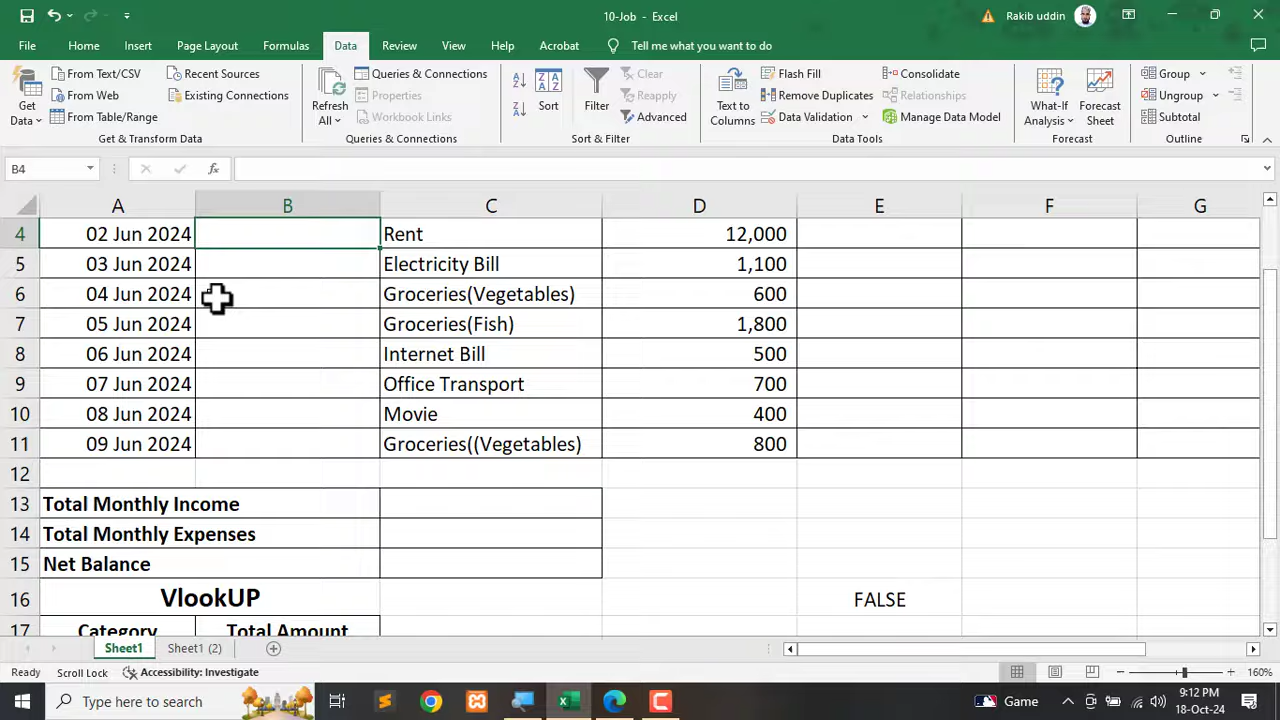 10-Job - Excel
Rakib uddin
File Home Insert Page Layout Formulas Data Review View Help Acrobat Tell me what you want to do
Get Data
From Text/CSV
From Web
From Table/Range
Recent Sources
Existing Connections
Get & Transform Data
Refresh All
Queries & Connections
Properties
Workbook Links
Queries & Connections
Sort
Filter
Clear
Reapply
Advanced
Sort & Filter
Text to Columns
Flash Fill
Remove Duplicates
Data Validation
Consolidate
Relationships
Manage Data Model
Data Tools
What-If Analysis
Forecast Sheet
Forecast
Group
Ungroup
Subtotal
Outline
B4
fx
A B C D E F G
4 02 Jun 2024 Rent 12,000
5 03 Jun 2024 Electricity Bill 1,100
6 04 Jun 2024 Groceries(Vegetables) 600
7 05 Jun 2024 Groceries(Fish) 1,800
8 06 Jun 2024 Internet Bill 500
9 07 Jun 2024 Office Transport 700
10 08 Jun 2024 Movie 400
11 09 Jun 2024 Groceries((Vegetables) 800
12
13 Total Monthly Income
14 Total Monthly Expenses
15 Net Balance
16 VlookUP FALSE
17 Category Total Amount
Sheet1 Sheet1 (2)
Ready Scroll Lock Accessibility: Investigate 160%
Type here to search
Game
9:12 PM
18-Oct-24